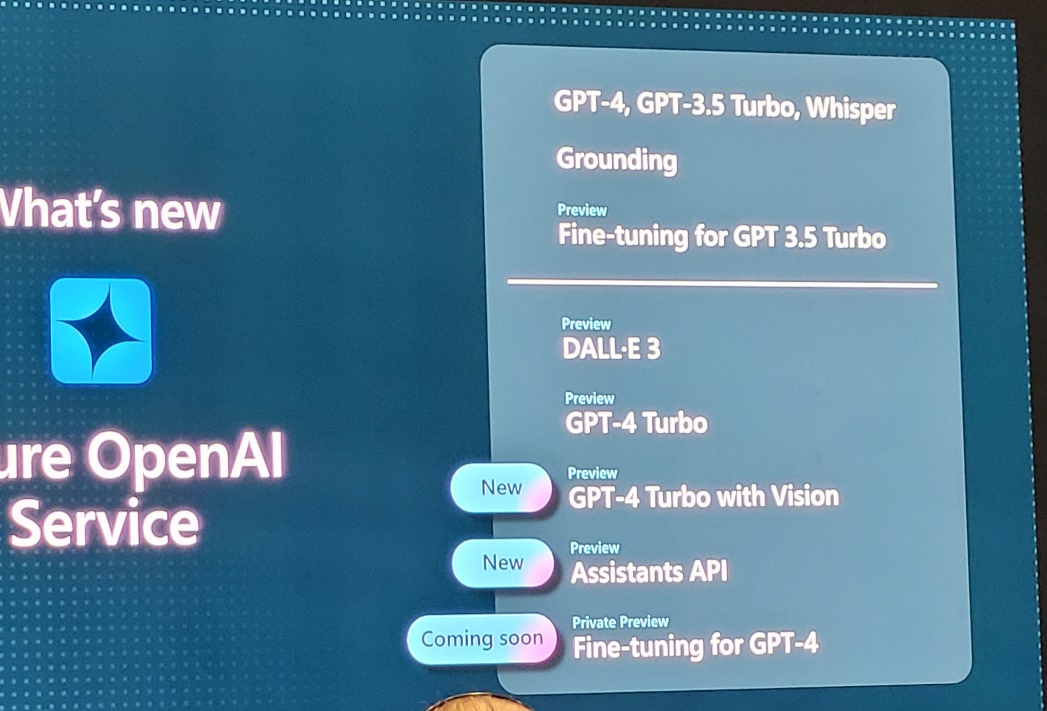 What's new
ure OpenAI
Service
GPT-4, GPT-3.5 Turbo, Whisper
Grounding
Preview
Fine-tuning for GPT 3.5 Turbo
Preview
DALL·E 3
Preview
GPT-4 Turbo
New
Preview
GPT-4 Turbo with Vision
New
Preview
Assistants API
Coming soon
Private Preview
Fine-tuning for GPT-4